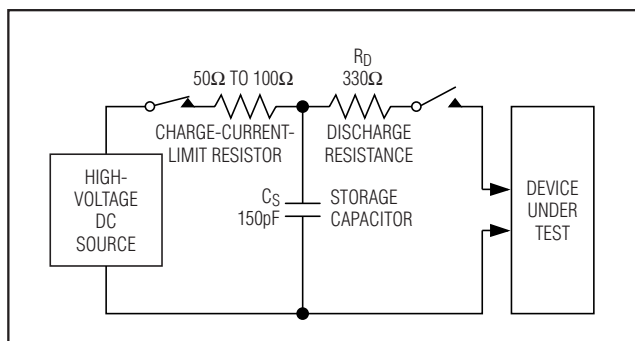 50Ω TO 100Ω
CHARGE-CURRENT-
LIMIT RESISTOR
RD
330Ω
DISCHARGE
RESISTANCE
HIGH-
VOLTAGE
DC
SOURCE
CS
150pF
STORAGE
CAPACITOR
DEVICE
UNDER
TEST